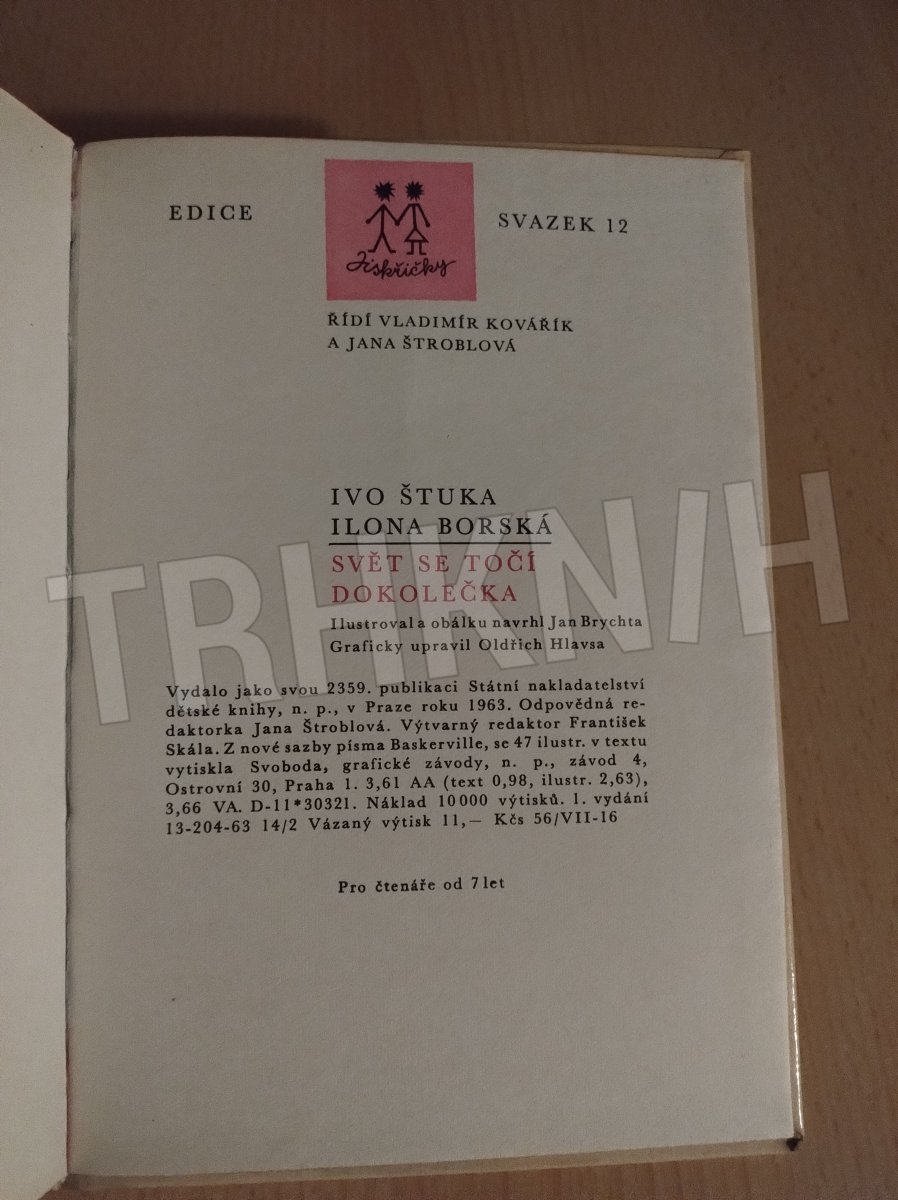 EDICE
Jiskřičky
SVAZEK 12
ŘÍDÍ VLADIMÍR KOVÁŘÍK
A JANA ŠTROBLOVÁ
IVO ŠTUKA
ILONA BORSKÁ
SVĚT SE TOČÍ
DOKOLEČKA
Ilustroval a obálku navrhl Jan Brychta
Graficky upravil Oldřich Hlavsa
Vydalo jako svou 2359. publikaci Státní nakladatelství
dětské knihy, n. p., v Praze roku 1963. Odpovědná re-
daktorka Jana Štroblová. Výtvarný redaktor František
Skála. Z nové sazby písma Baskerville, se 47 ilustr. v textu
vytiskla Svoboda, grafické závody, n. p., závod 4,
Ostrovní 30, Praha 1. 3,61 AA (text 0,98, ilustr. 2,63),
3,66 VA. D-11*30321. Náklad 10000 výtisků. 1. vydání
13-204-63 14/2 Vázaný výtisk 11,— Kčs 56/VII-16
Pro čtenáře od 7 let
TRHKNIH